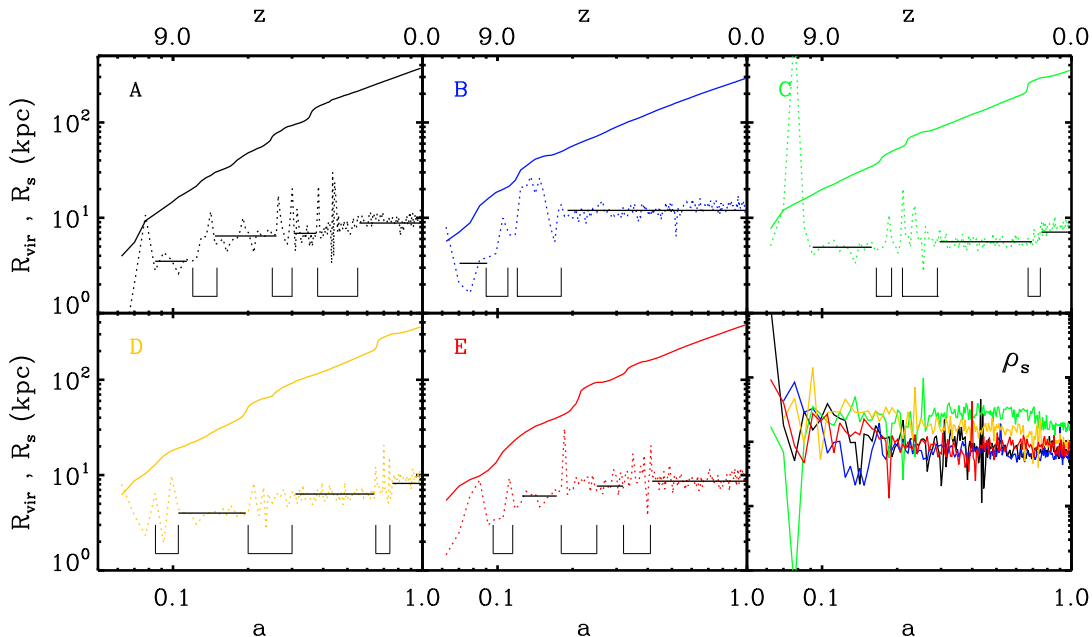 z z z
9.0 0.0 9.0 0.0 9.0 0.0
A B C
R_vir , R_s (kpc)
10²
10¹
10⁰
D E ρ_s
R_vir , R_s (kpc)
10²
10¹
10⁰
0.1 1.0 0.1 1.0 0.1 1.0
a a a